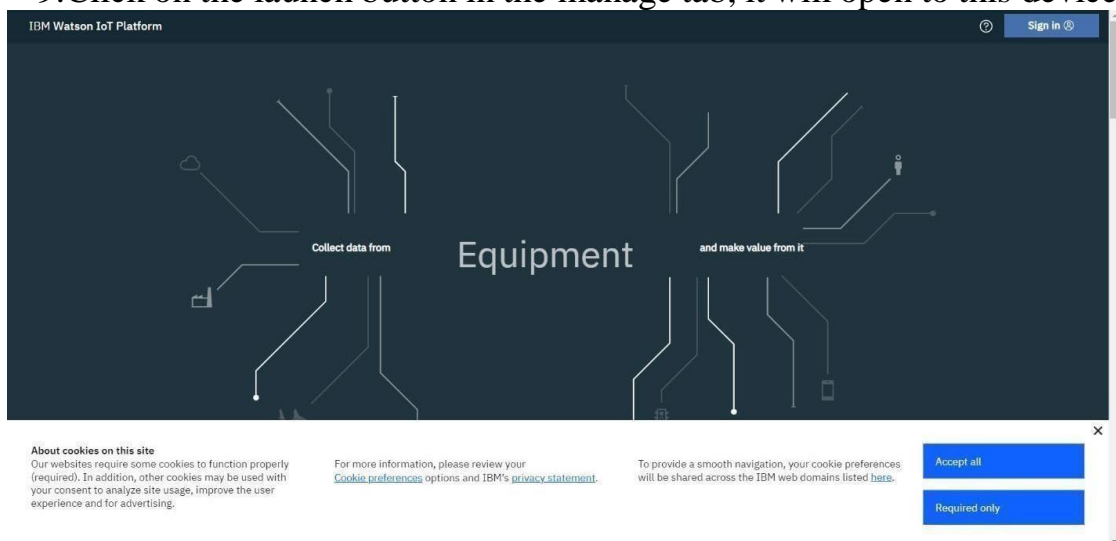 9.Click on the launch button in the manage tab, it will open to this device
IBM Watson IoT Platform
Sign in
Collect data from
Equipment
and make value from it
About cookies on this site
Our websites require some cookies to function properly
(required). In addition, other cookies may be used with
your consent to analyze site usage, improve the user
experience and for advertising.
For more information, please review your
Cookie preferences options and IBM's privacy statement.
To provide a smooth navigation, your cookie preferences
will be shared across the IBM web domains listed here.
Accept all
Required only